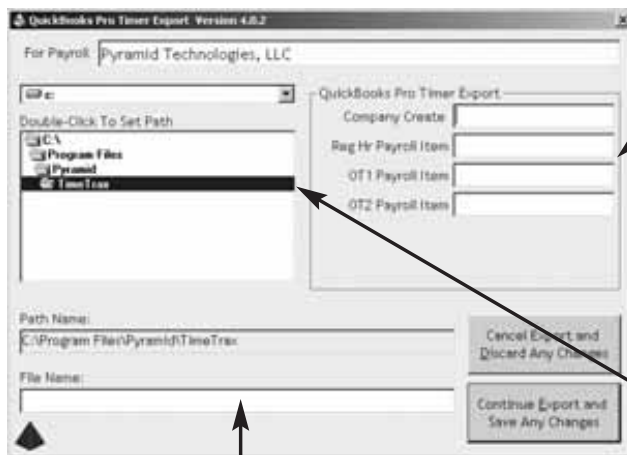 QuickBooks Pro Timer Export Version 4.0.2
For Payroll Pyramid Technologies, LLC
c:
Double-Click To Set Path
C:\
Program Files
Pyramid
TimeTrax
QuickBooks Pro Timer Export
Company Create
Reg Hr Payroll Item
OT1 Payroll Item
OT2 Payroll Item
Path Name:
C:\Program Files\Pyramid\TimeTrax
File Name:
Cancel Export and
Discard Any Changes
Continue Export and
Save Any Changes